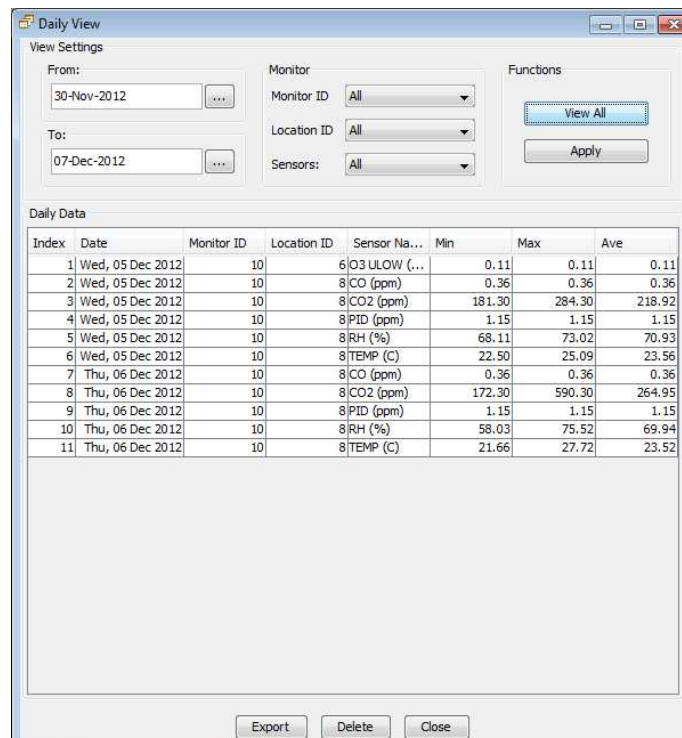 Daily View
View Settings
From:
30-Nov-2012 ...
To:
07-Dec-2012 ...
Monitor
Monitor ID All
Location ID All
Sensors: All
Functions
View All
Apply
Daily Data
Index Date Monitor ID Location ID Sensor Na... Min Max Ave
1 Wed, 05 Dec 2012 10 6 O3 ULOW (... 0.11 0.11 0.11
2 Wed, 05 Dec 2012 10 8 CO (ppm) 0.36 0.36 0.36
3 Wed, 05 Dec 2012 10 8 CO2 (ppm) 181.30 284.30 218.92
4 Wed, 05 Dec 2012 10 8 PID (ppm) 1.15 1.15 1.15
5 Wed, 05 Dec 2012 10 8 RH (%) 68.11 73.02 70.93
6 Wed, 05 Dec 2012 10 8 TEMP (C) 22.50 25.09 23.56
7 Thu, 06 Dec 2012 10 8 CO (ppm) 0.36 0.36 0.36
8 Thu, 06 Dec 2012 10 8 CO2 (ppm) 172.30 590.30 264.95
9 Thu, 06 Dec 2012 10 8 PID (ppm) 1.15 1.15 1.15
10 Thu, 06 Dec 2012 10 8 RH (%) 58.03 75.52 69.94
11 Thu, 06 Dec 2012 10 8 TEMP (C) 21.66 27.72 23.52
Export Delete Close